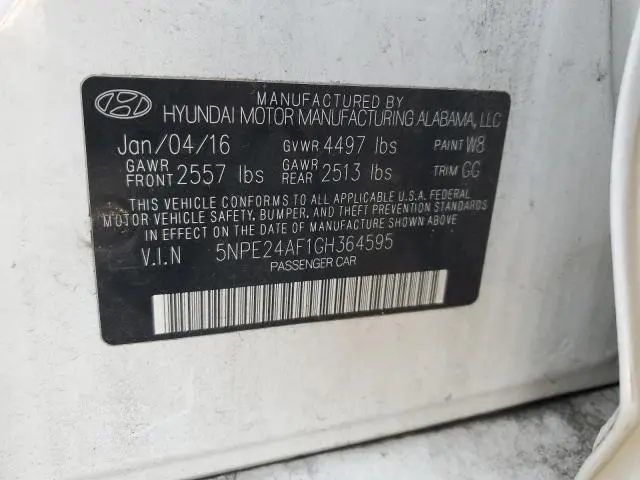 MANUFACTURED BY
HYUNDAI MOTOR MANUFACTURING ALABAMA, LLC
Jan/04/16 GVWR 4497 lbs PAINT W8
GAWR FRONT 2557 lbs GAWR REAR 2513 lbs TRIM GG
THIS VEHICLE CONFORMS TO ALL APPLICABLE U.S.A. FEDERAL
MOTOR VEHICLE SAFETY, BUMPER, AND THEFT PREVENTION
STANDARDS IN EFFECT ON THE DATE OF MANUFACTURE SHOWN ABOVE.
V.I.N 5NPE24AF1GH364595
PASSENGER CAR